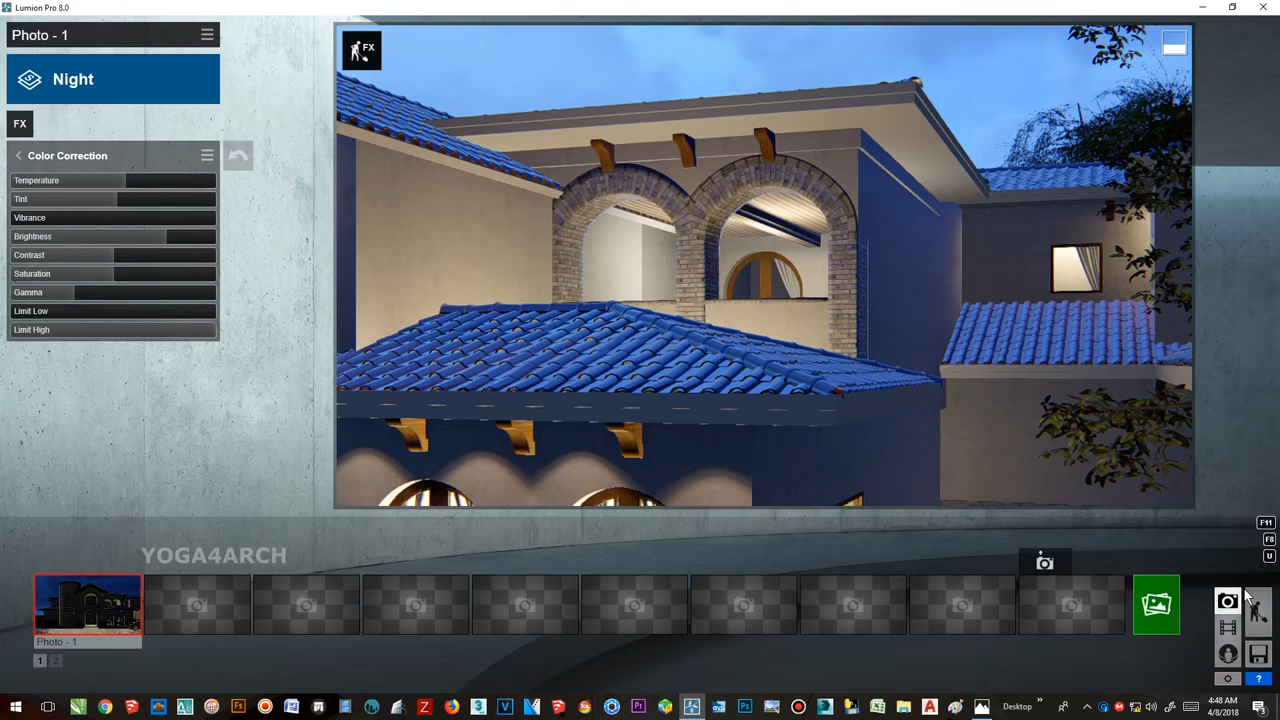 Lumion Pro 8.0
Photo - 1
FX
Night
FX
Color Correction
Temperature
Tint
Vibrance
Brightness
Contrast
Saturation
Gamma
Limit Low
Limit High
F11
F8
U
YOGA4ARCH
Photo - 1
1 2
?
Desktop
4:48 AM
4/8/2018